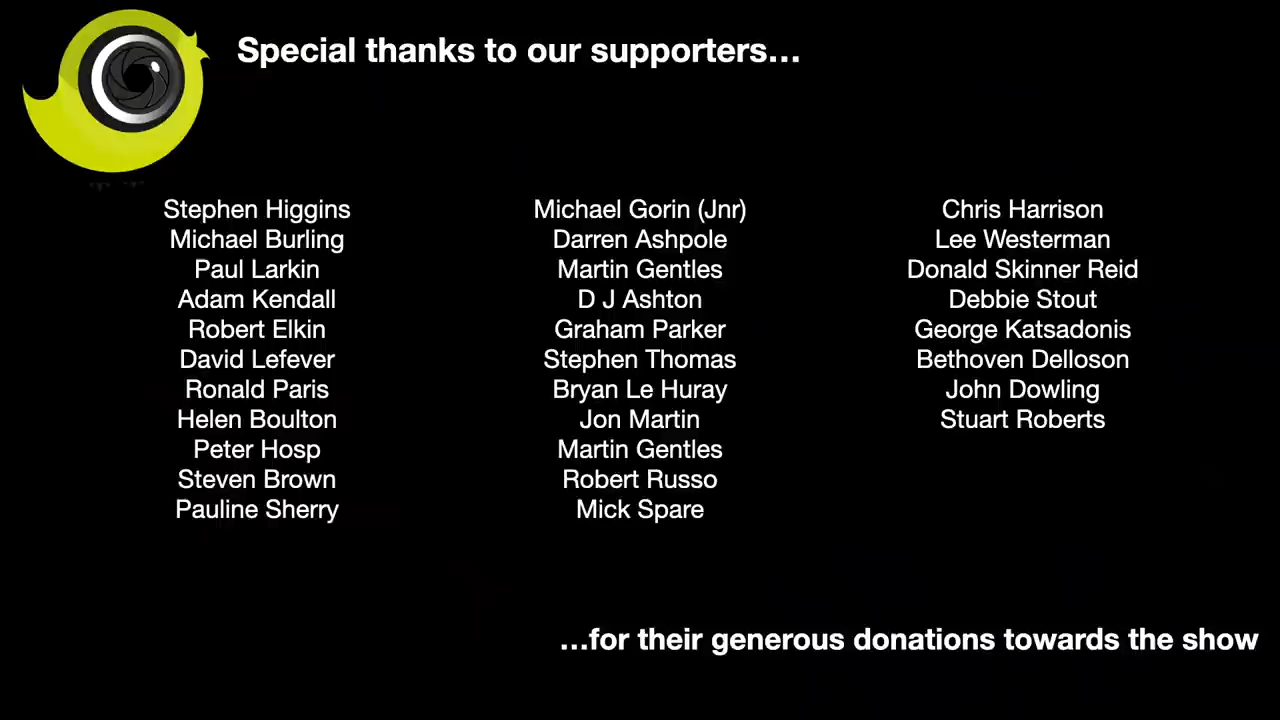 Special thanks to our supporters...
Stephen Higgins
Michael Burling
Paul Larkin
Adam Kendall
Robert Elkin
David Lefever
Ronald Paris
Helen Boulton
Peter Hosp
Steven Brown
Pauline Sherry
Michael Gorin (Jnr)
Darren Ashpole
Martin Gentles
D J Ashton
Graham Parker
Stephen Thomas
Bryan Le Huray
Jon Martin
Martin Gentles
Robert Russo
Mick Spare
Chris Harrison
Lee Westerman
Donald Skinner Reid
Debbie Stout
George Katsadonis
Bethoven Delloson
John Dowling
Stuart Roberts
...for their generous donations towards the show